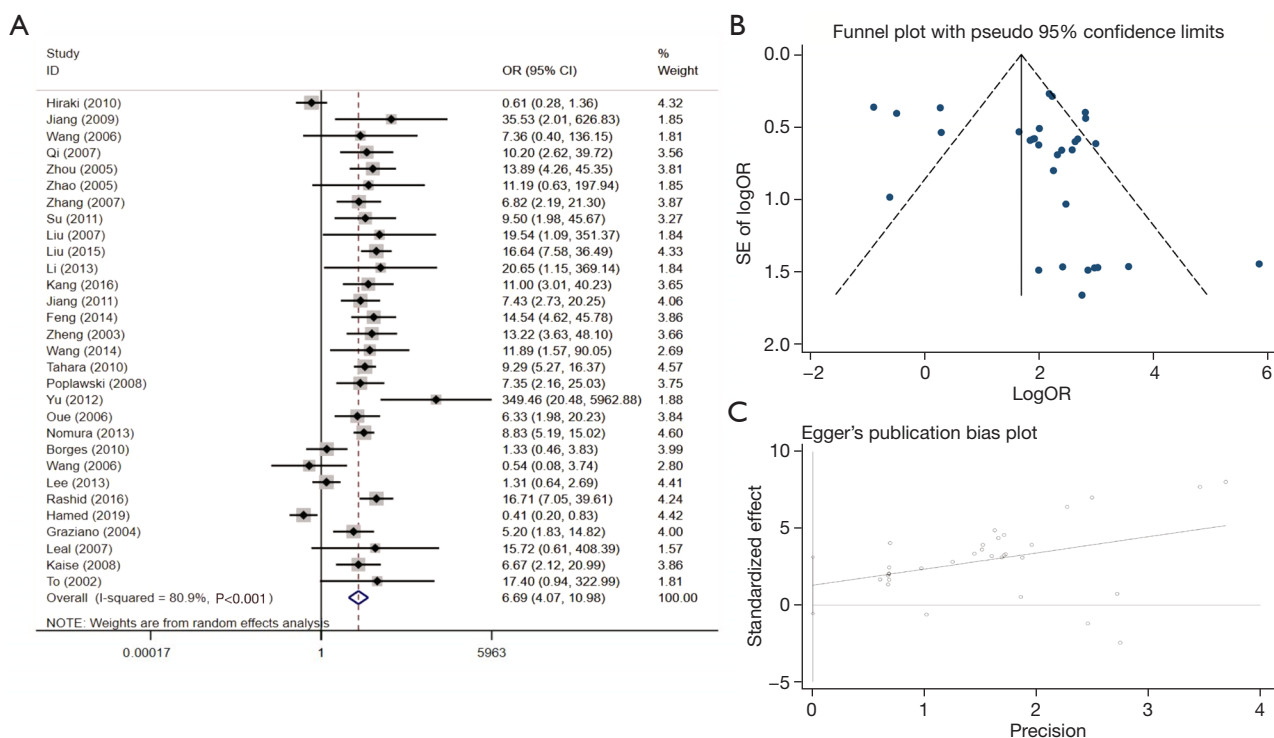 A
Study
ID OR (95% CI) % Weight
Hiraki (2010) 0.61 (0.28, 1.36) 4.32
Jiang (2009) 35.53 (2.01, 626.83) 1.85
Wang (2006) 7.36 (0.40, 136.15) 1.81
Qi (2007) 10.20 (2.62, 39.72) 3.56
Zhou (2005) 13.89 (4.26, 45.35) 3.81
Zhao (2005) 11.19 (0.63, 197.94) 1.85
Zhang (2007) 6.82 (2.19, 21.30) 3.87
Su (2011) 9.50 (1.98, 45.67) 3.27
Liu (2007) 19.54 (1.09, 351.37) 1.84
Liu (2015) 16.64 (7.58, 36.49) 4.33
Li (2013) 20.65 (1.15, 369.14) 1.84
Kang (2016) 11.00 (3.01, 40.23) 3.65
Jiang (2011) 7.43 (2.73, 20.25) 4.06
Feng (2014) 14.54 (4.62, 45.78) 3.86
Zheng (2003) 13.22 (3.63, 48.10) 3.66
Wang (2014) 11.89 (1.57, 90.05) 2.69
Tahara (2010) 9.29 (5.27, 16.37) 4.57
Poplawski (2008) 7.35 (2.16, 25.03) 3.75
Yu (2012) 349.46 (20.48, 5962.88) 1.88
Oue (2006) 6.33 (1.98, 20.23) 3.84
Nomura (2013) 8.83 (5.19, 15.02) 4.60
Borges (2010) 1.33 (0.46, 3.83) 3.99
Wang (2006) 0.54 (0.08, 3.74) 2.80
Lee (2013) 1.31 (0.64, 2.69) 4.41
Rashid (2016) 16.71 (7.05, 39.61) 4.24
Hamed (2019) 0.41 (0.20, 0.83) 4.42
Graziano (2004) 5.20 (1.83, 14.82) 4.00
Leal (2007) 15.72 (0.61, 408.39) 1.57
Kaise (2008) 6.67 (2.12, 20.99) 3.86
To (2002) 17.40 (0.94, 322.99) 1.81
Overall (I-squared = 80.9%, P<0.001) 6.69 (4.07, 10.98) 100.00
NOTE: Weights are from random effects analysis
0.00017 1 5963
B
Funnel plot with pseudo 95% confidence limits
SE of logOR
0.0
0.5
1.0
1.5
2.0
−2 0 2 4 6
LogOR
C
Egger's publication bias plot
Standardized effect
10
5
0
−5
0 1 2 3 4
Precision